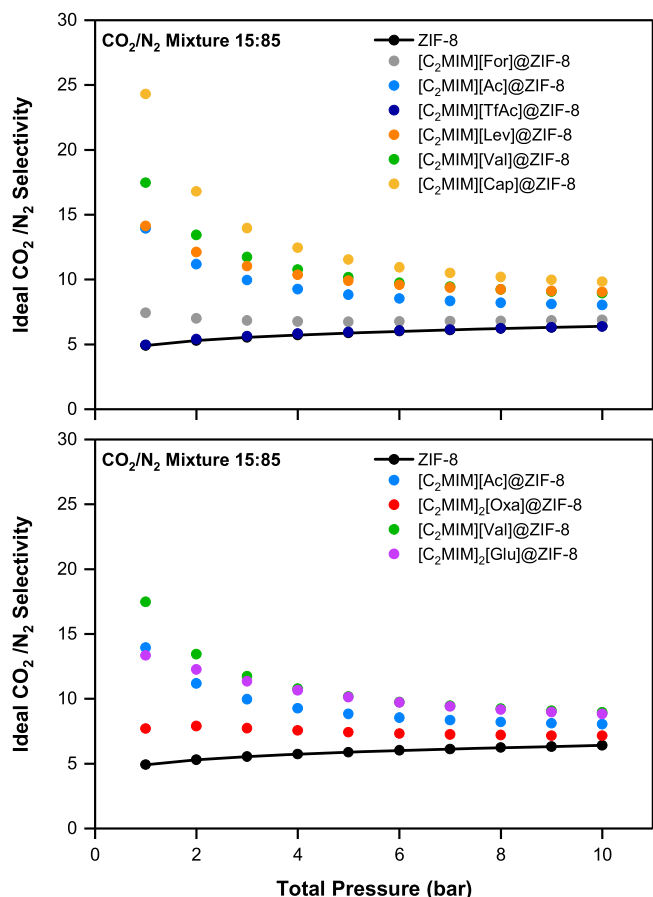 CO₂/N₂ Mixture 15:85
ZIF-8
[C₂MIM][For]@ZIF-8
[C₂MIM][Ac]@ZIF-8
[C₂MIM][TfAc]@ZIF-8
[C₂MIM][Lev]@ZIF-8
[C₂MIM][Val]@ZIF-8
[C₂MIM][Cap]@ZIF-8
30
25
20
15
10
5
0
Ideal CO₂ /N₂ Selectivity
CO₂/N₂ Mixture 15:85
ZIF-8
[C₂MIM][Ac]@ZIF-8
[C₂MIM]₂[Oxa]@ZIF-8
[C₂MIM][Val]@ZIF-8
[C₂MIM]₂[Glu]@ZIF-8
30
25
20
15
10
5
0
Ideal CO₂ /N₂ Selectivity
0 2 4 6 8 10
Total Pressure (bar)